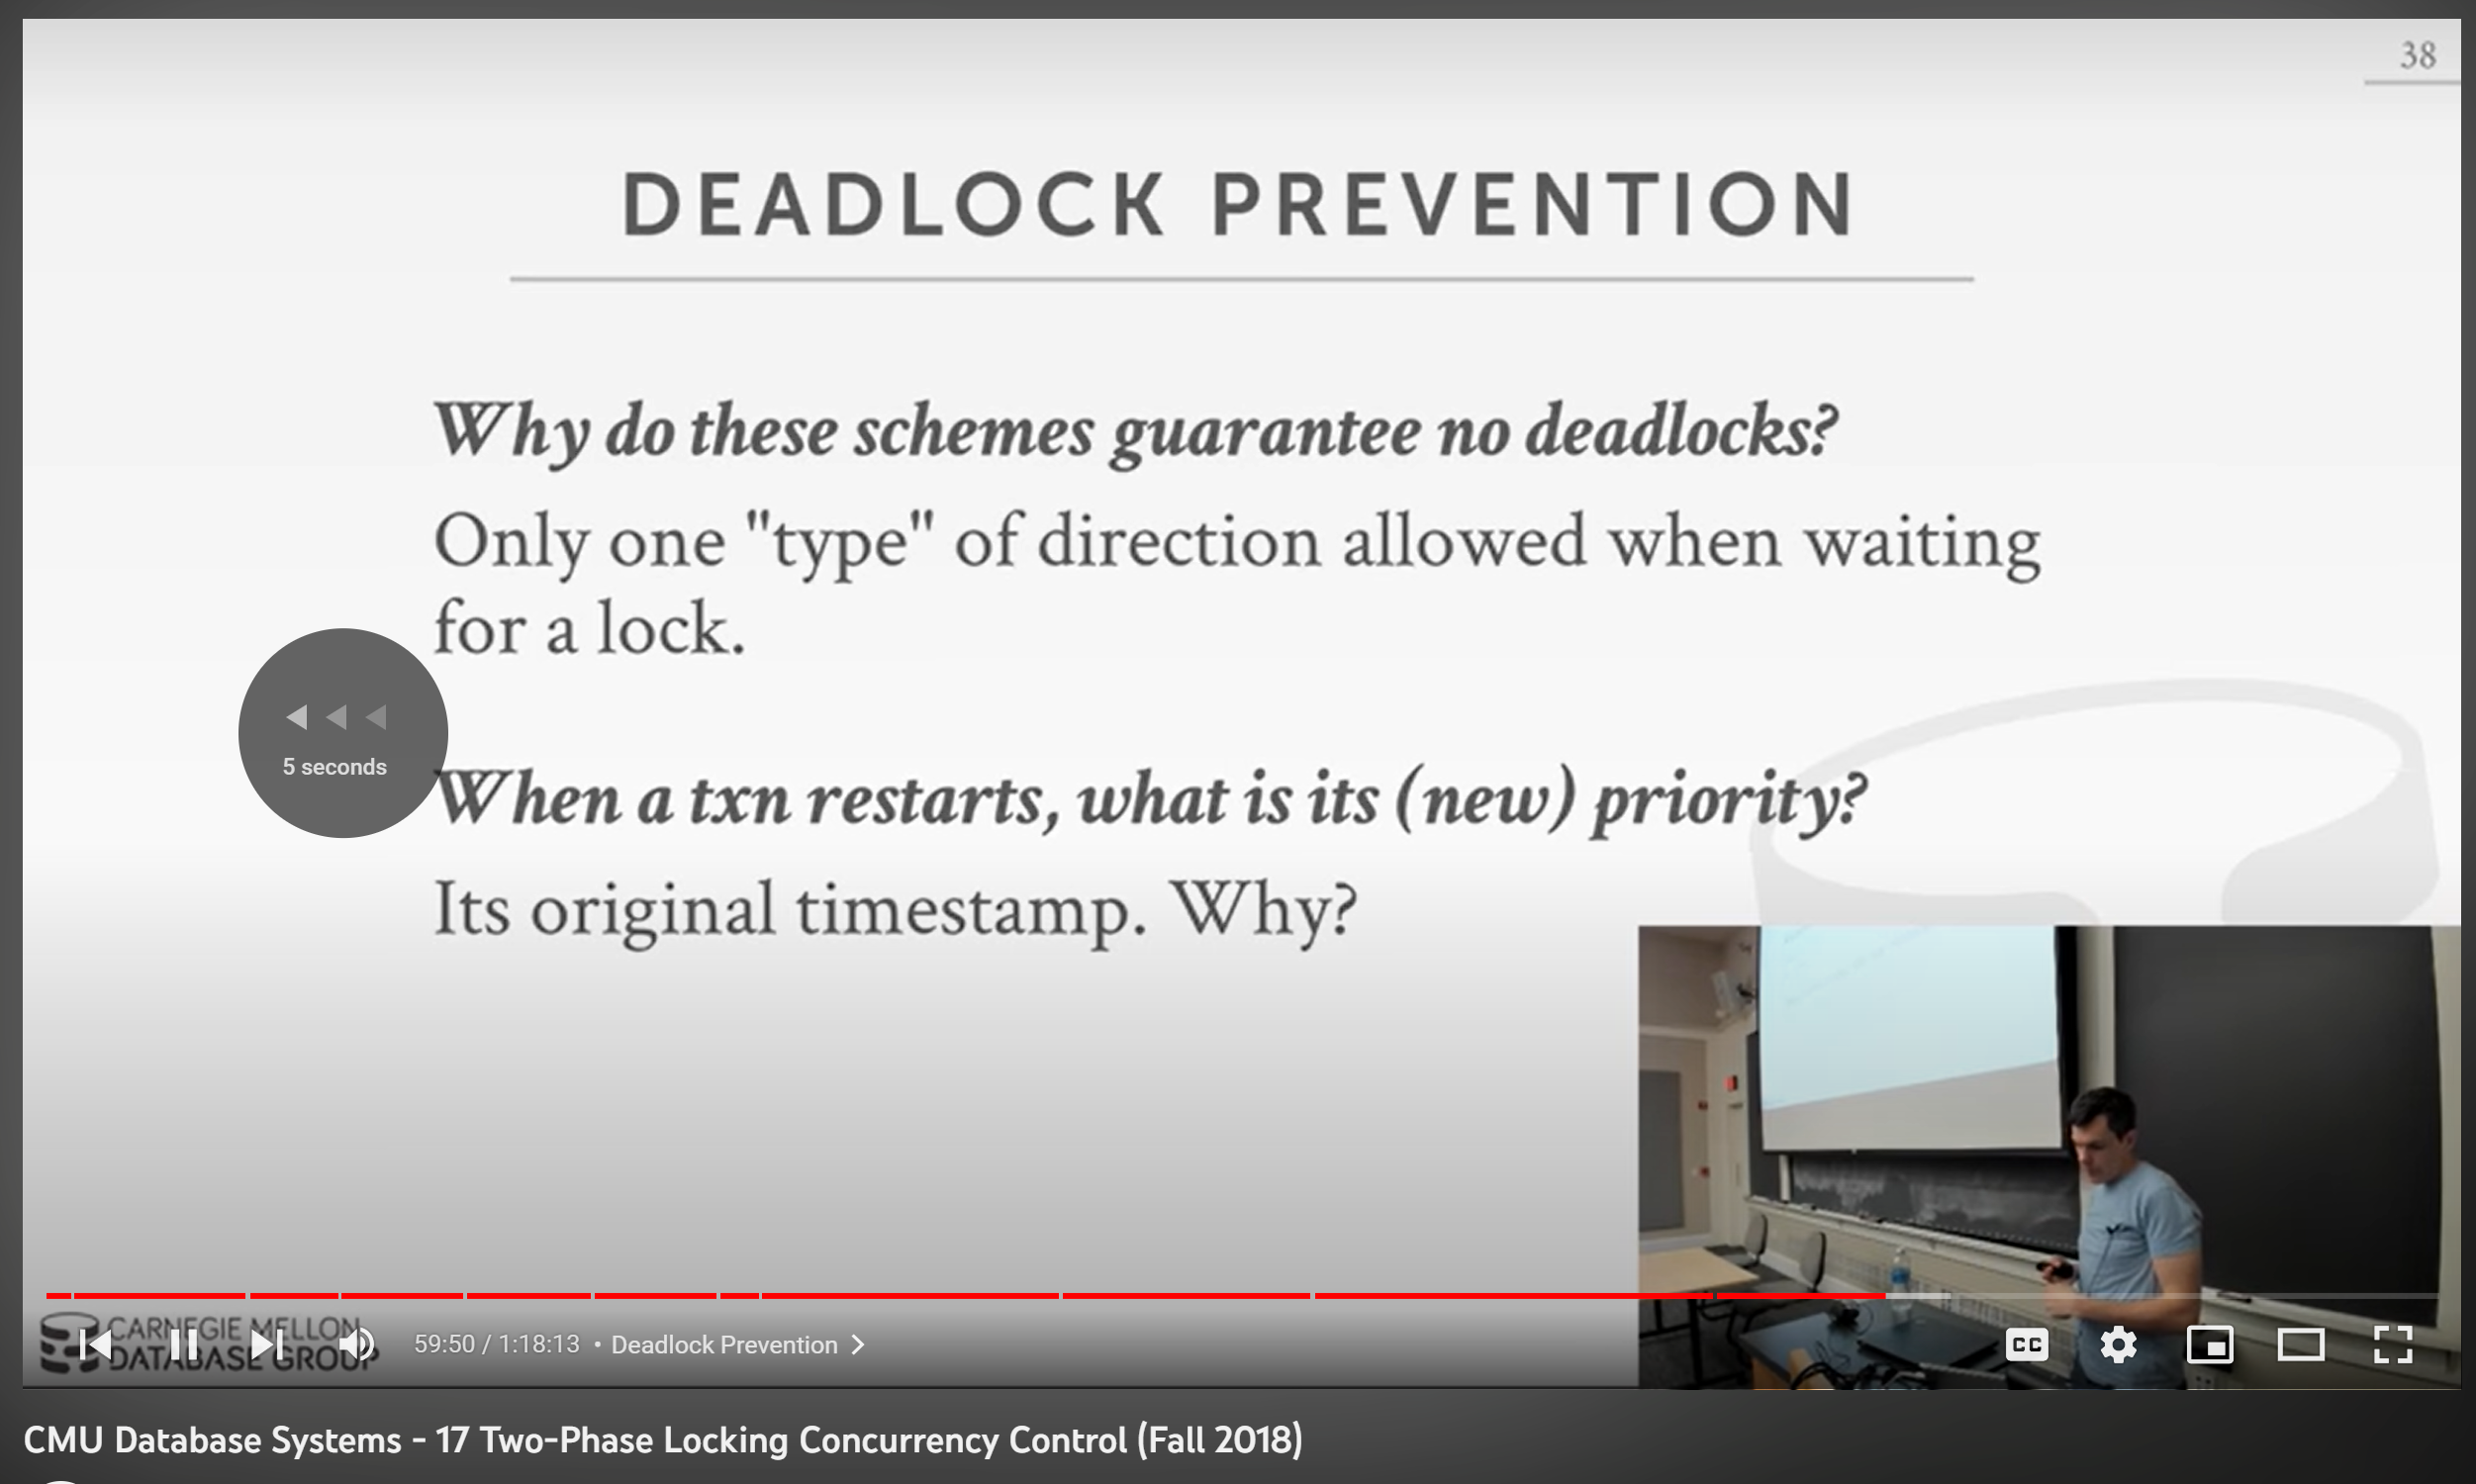 38
DEADLOCK PREVENTION
Why do these schemes guarantee no deadlocks?
Only one "type" of direction allowed when waiting
for a lock.
5 seconds
When a txn restarts, what is its (new) priority?
Its original timestamp. Why?
CARNEGIE MELLON
DATABASE GROUP
59:50 / 1:18:13 • Deadlock Prevention
CC
CMU Database Systems - 17 Two-Phase Locking Concurrency Control (Fall 2018)